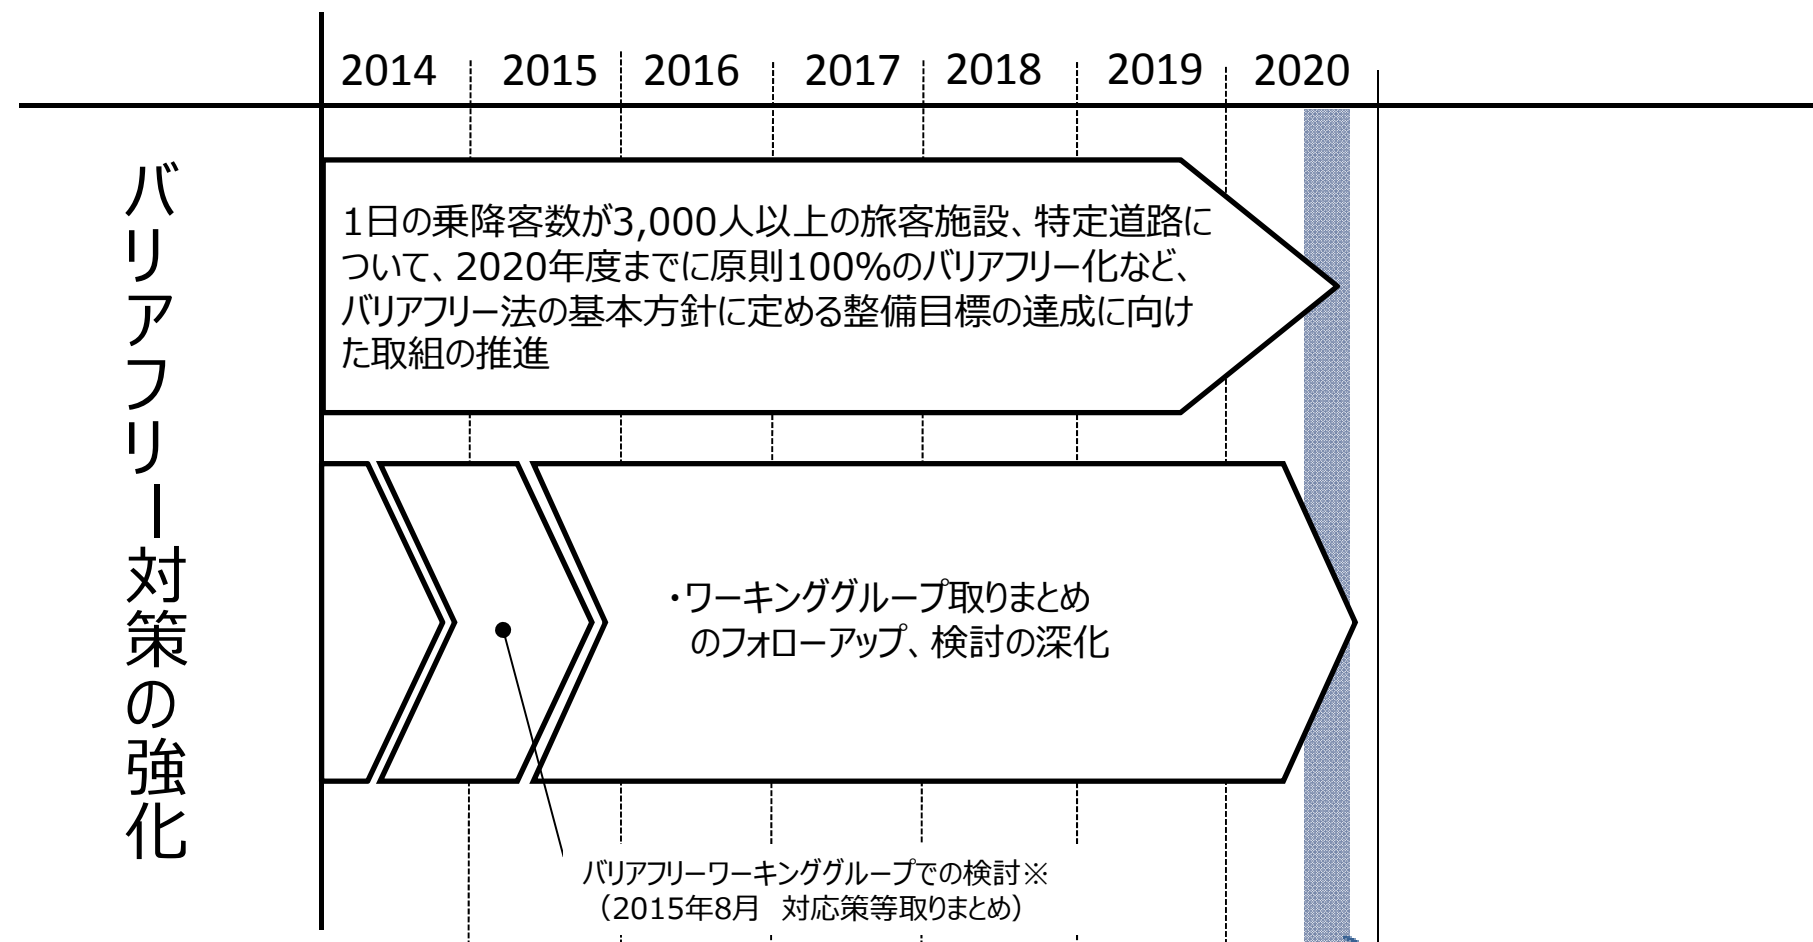 2014 2015 2016 2017 2018 2019 2020
バリアフリー対策の強化
1日の乗降客数が3,000人以上の旅客施設、特定道路に
ついて、2020年度までに原則100%のバリアフリー化など、
バリアフリー法の基本方針に定める整備目標の達成に向け
た取組の推進
・ワーキンググループ取りまとめ
のフォローアップ、検討の深化
バリアフリーワーキンググループでの検討※
（2015年8月　対応策等取りまとめ）